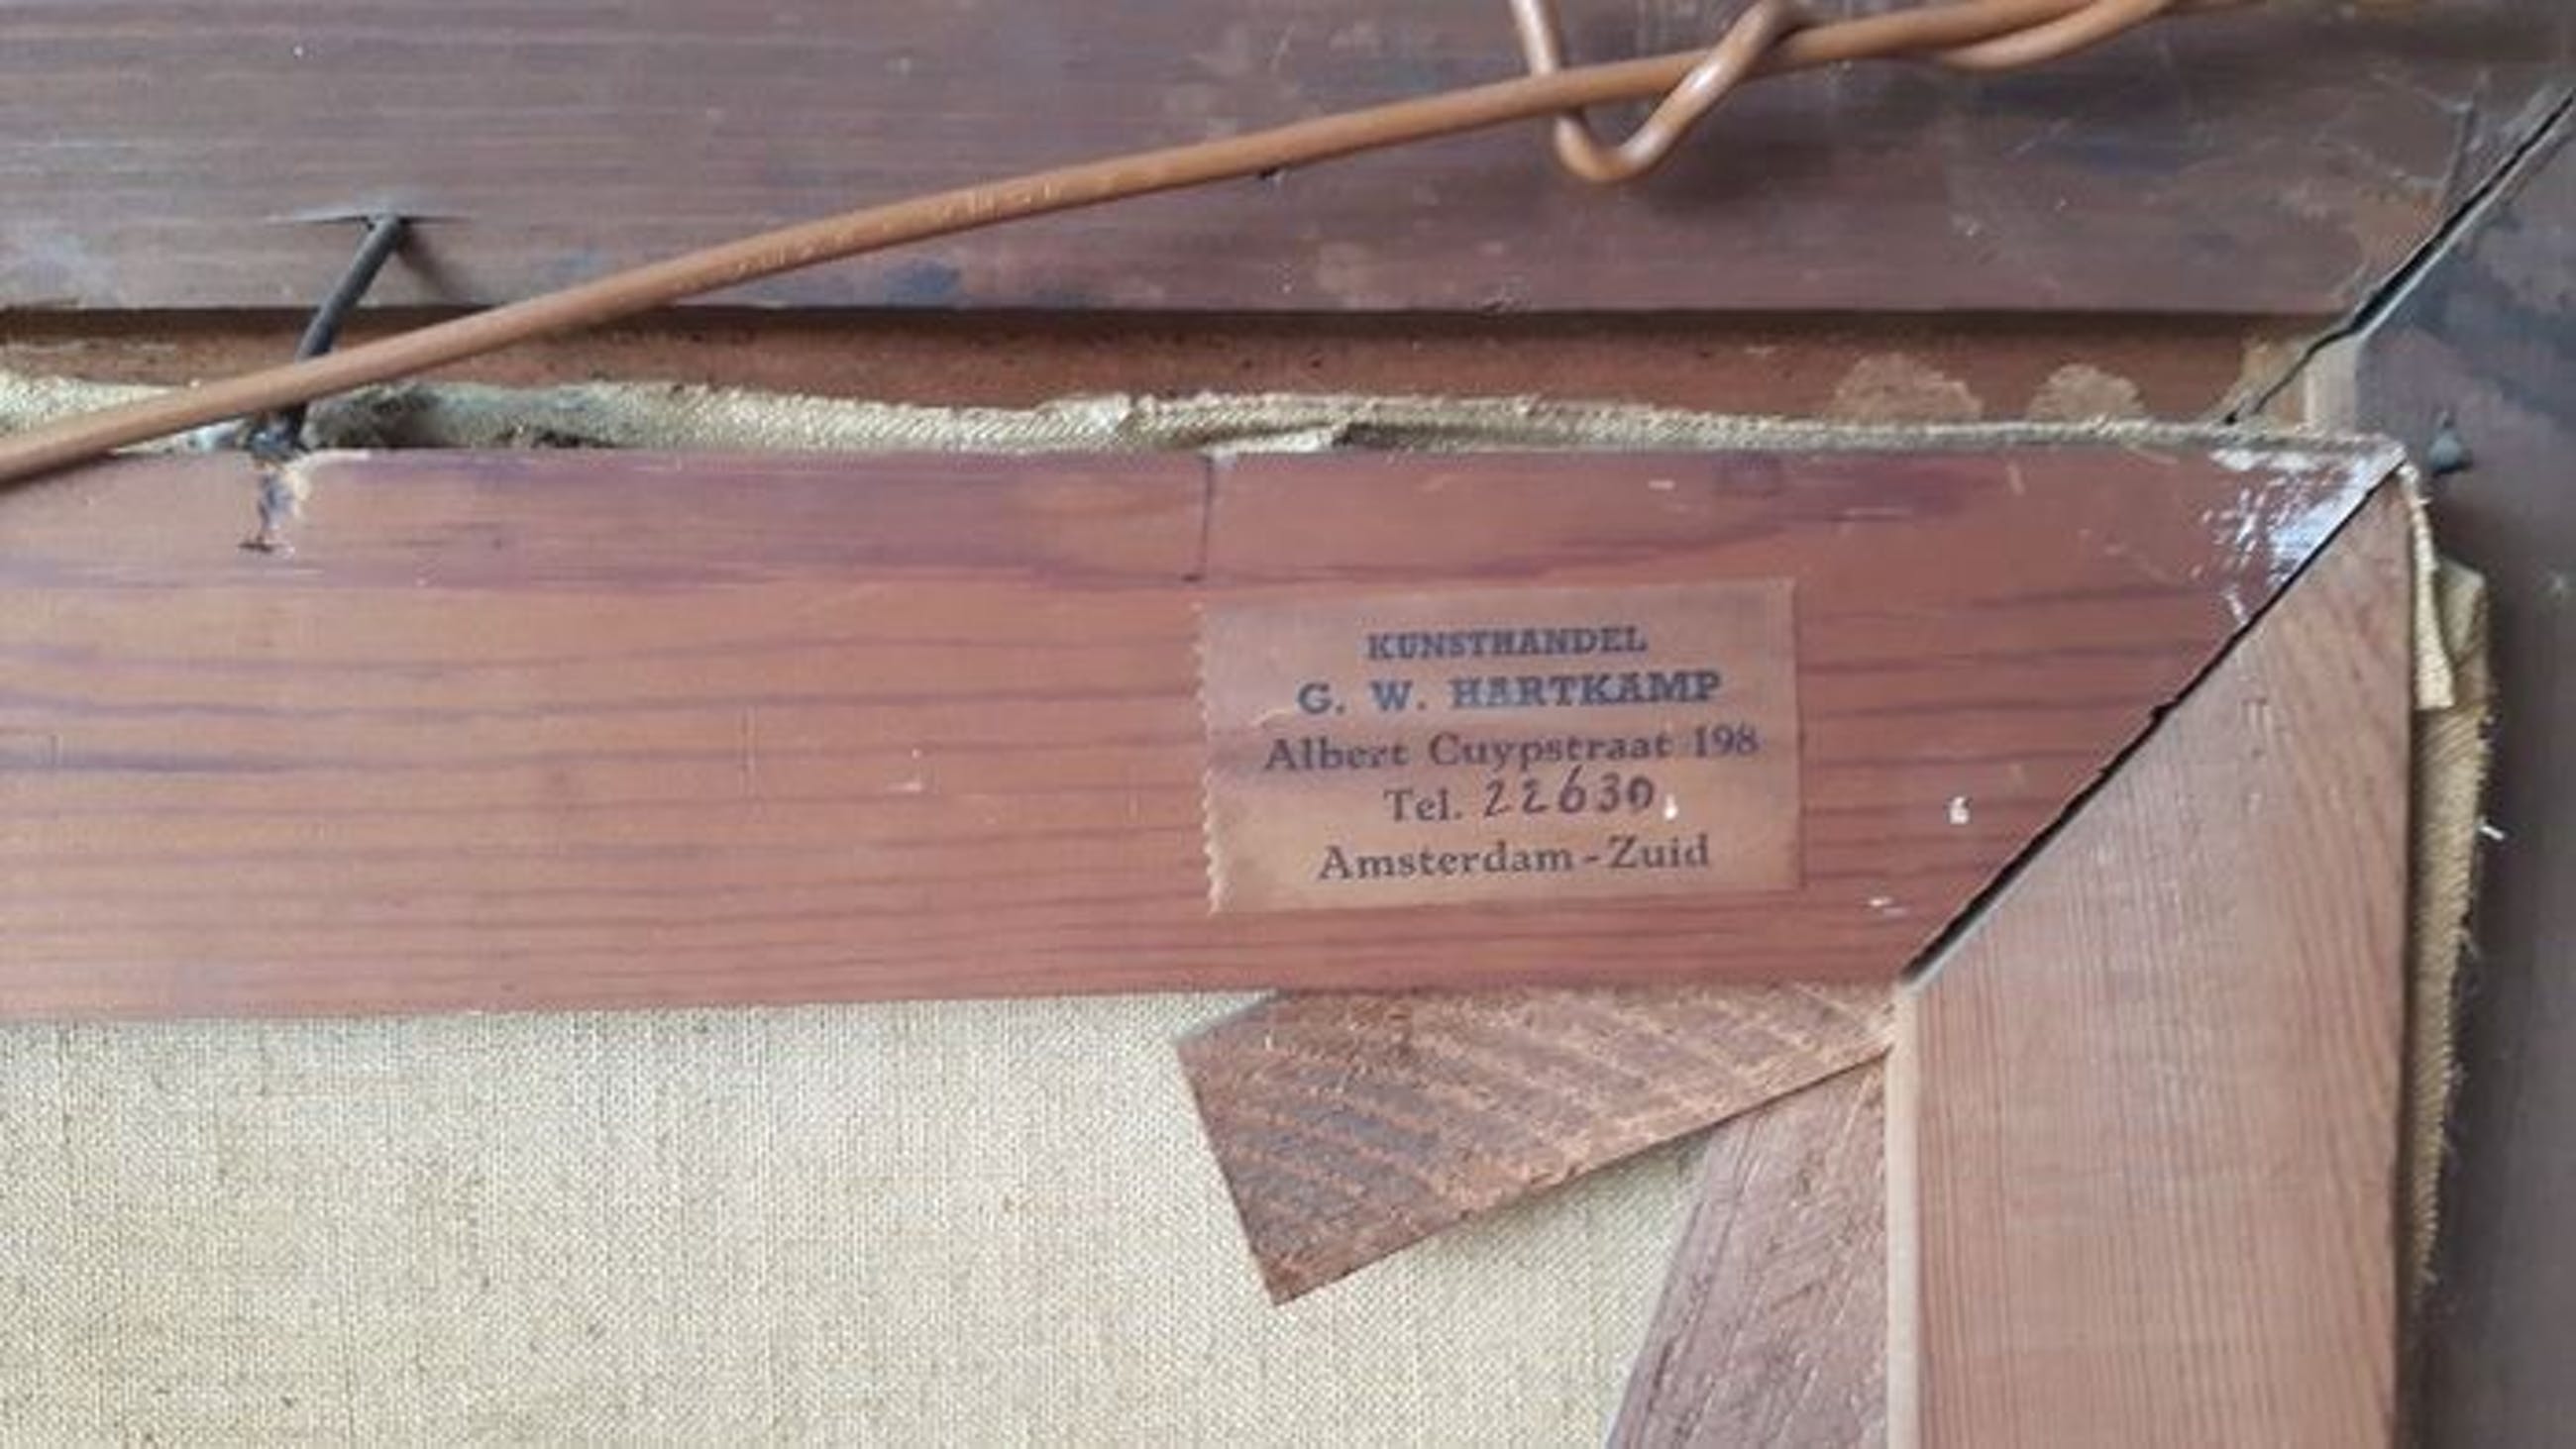 KUNSTHANDEL
G. W. HARTKAMP
Albert Cuypstraat 198
Tel. 22630
Amsterdam-Zuid